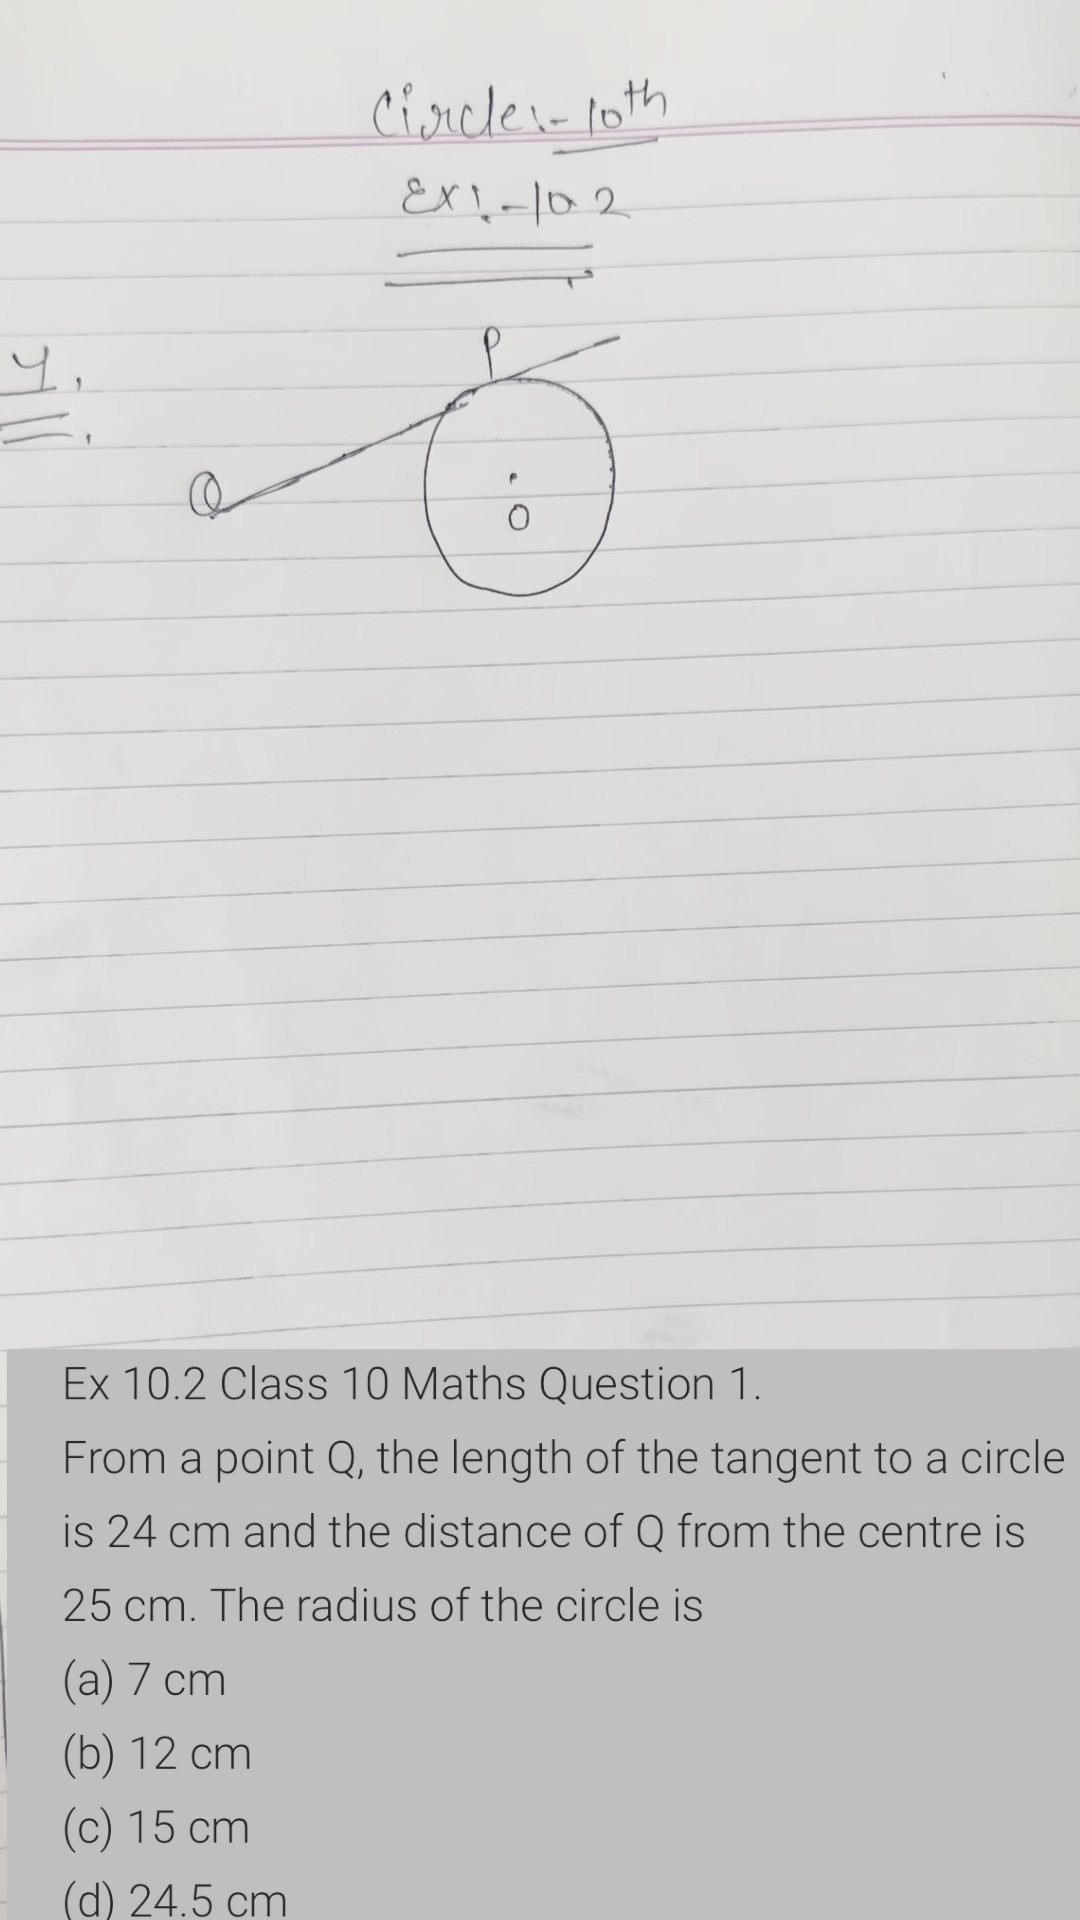 Circle:- 10th
Ex:- 10.2
1.
P
Q
O
Ex 10.2 Class 10 Maths Question 1.
From a point Q, the length of the tangent to a circle
is 24 cm and the distance of Q from the centre is
25 cm. The radius of the circle is
(a) 7 cm
(b) 12 cm
(c) 15 cm
(d) 24.5 cm